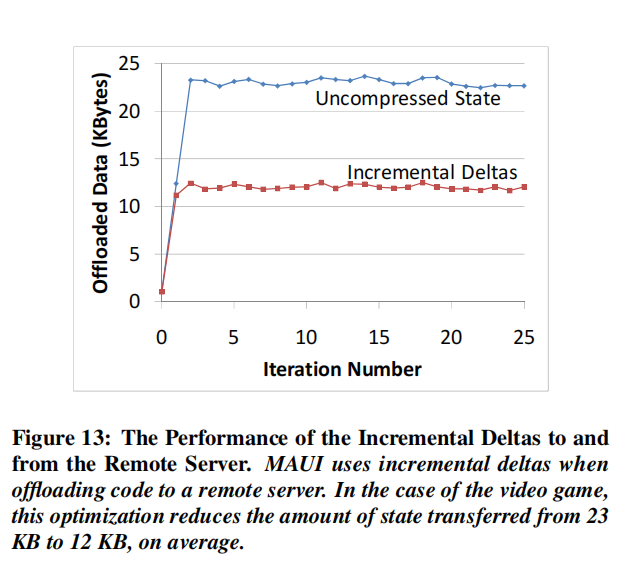 25
20
15
10
5
0
Offloaded Data (KBytes)
Uncompressed State
Incremental Deltas
0 5 10 15 20 25
Iteration Number
Figure 13: The Performance of the Incremental Deltas to and
from the Remote Server. MAUI uses incremental deltas when
offloading code to a remote server. In the case of the video game,
this optimization reduces the amount of state transferred from 23
KB to 12 KB, on average.